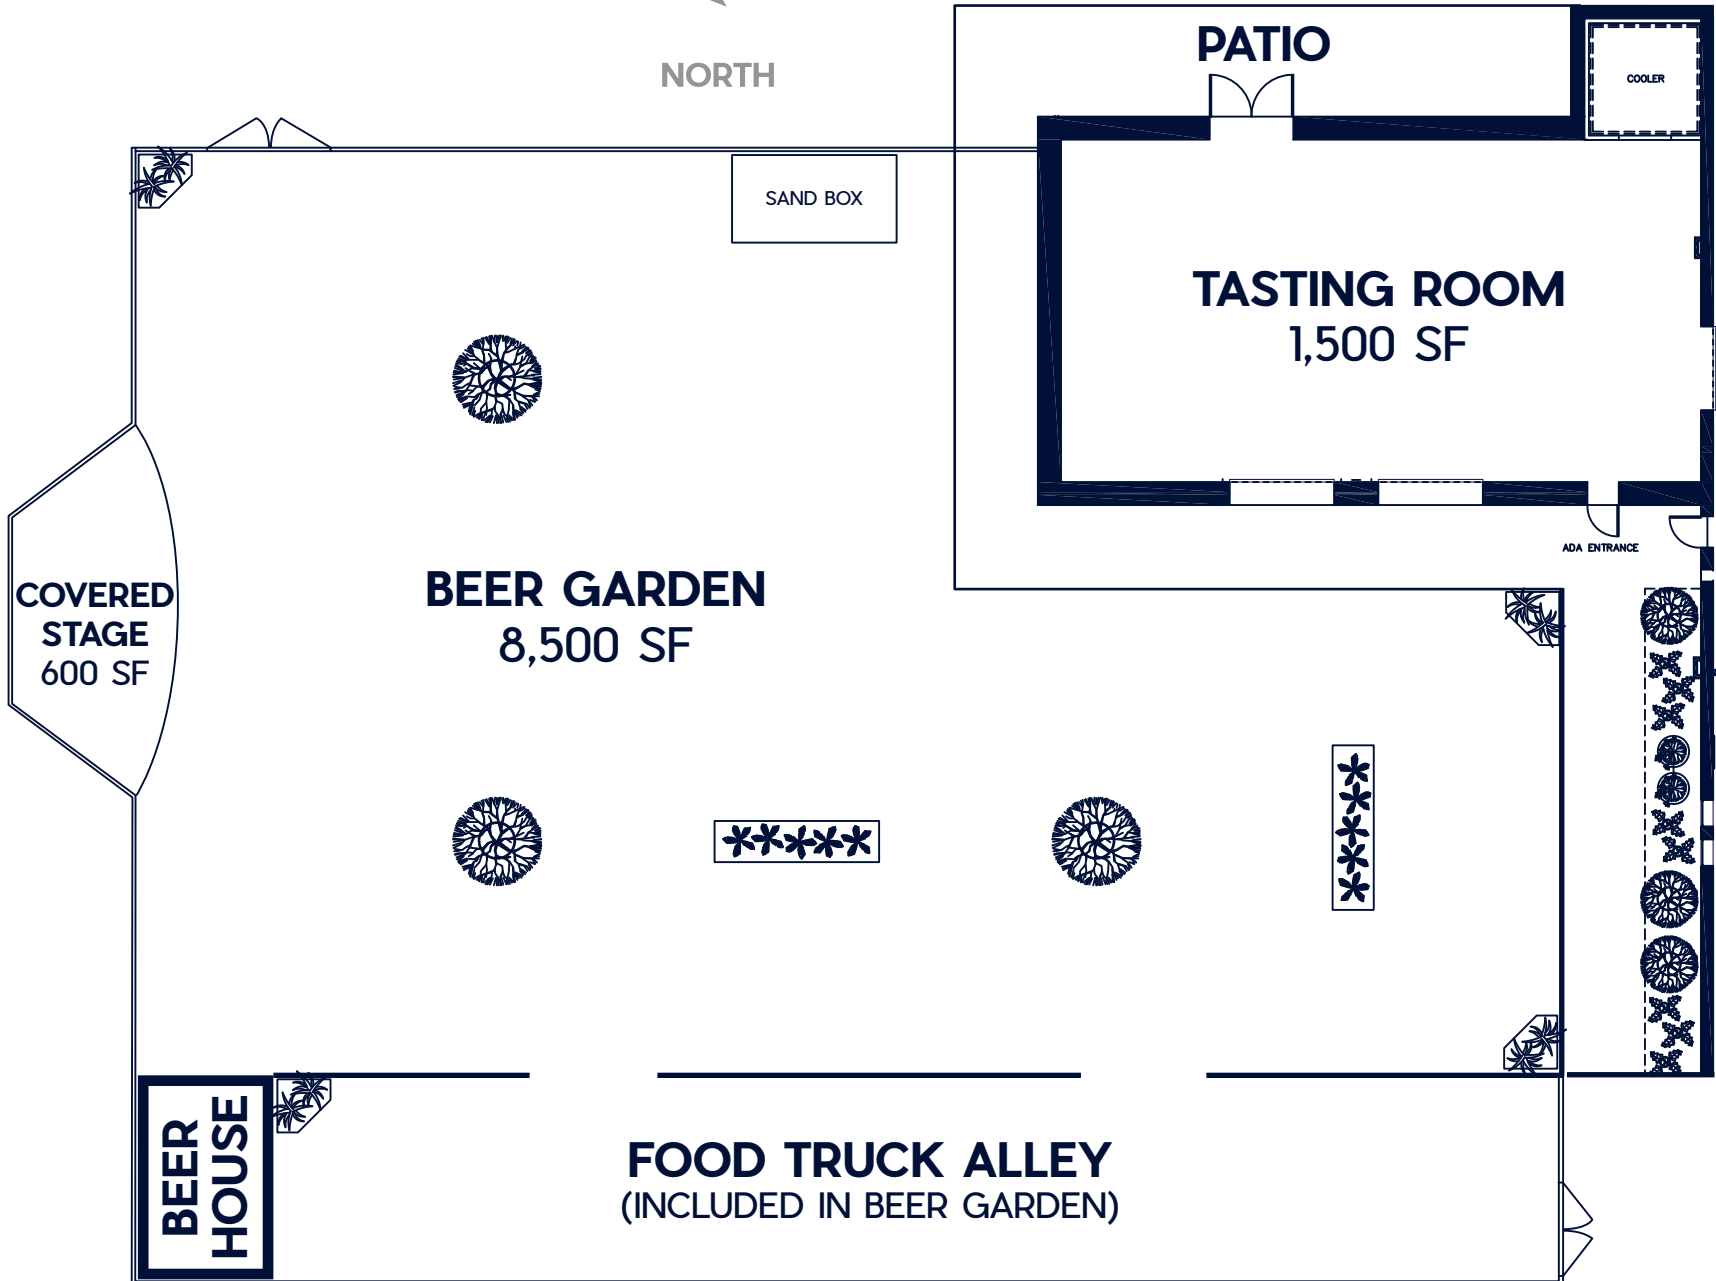 PATIO
NORTH
COOLER
SAND BOX
TASTING ROOM
1,500 SF
ADA ENTRANCE
BEER GARDEN
8,500 SF
COVERED
STAGE
600 SF
BEER
HOUSE
FOOD TRUCK ALLEY
(INCLUDED IN BEER GARDEN)